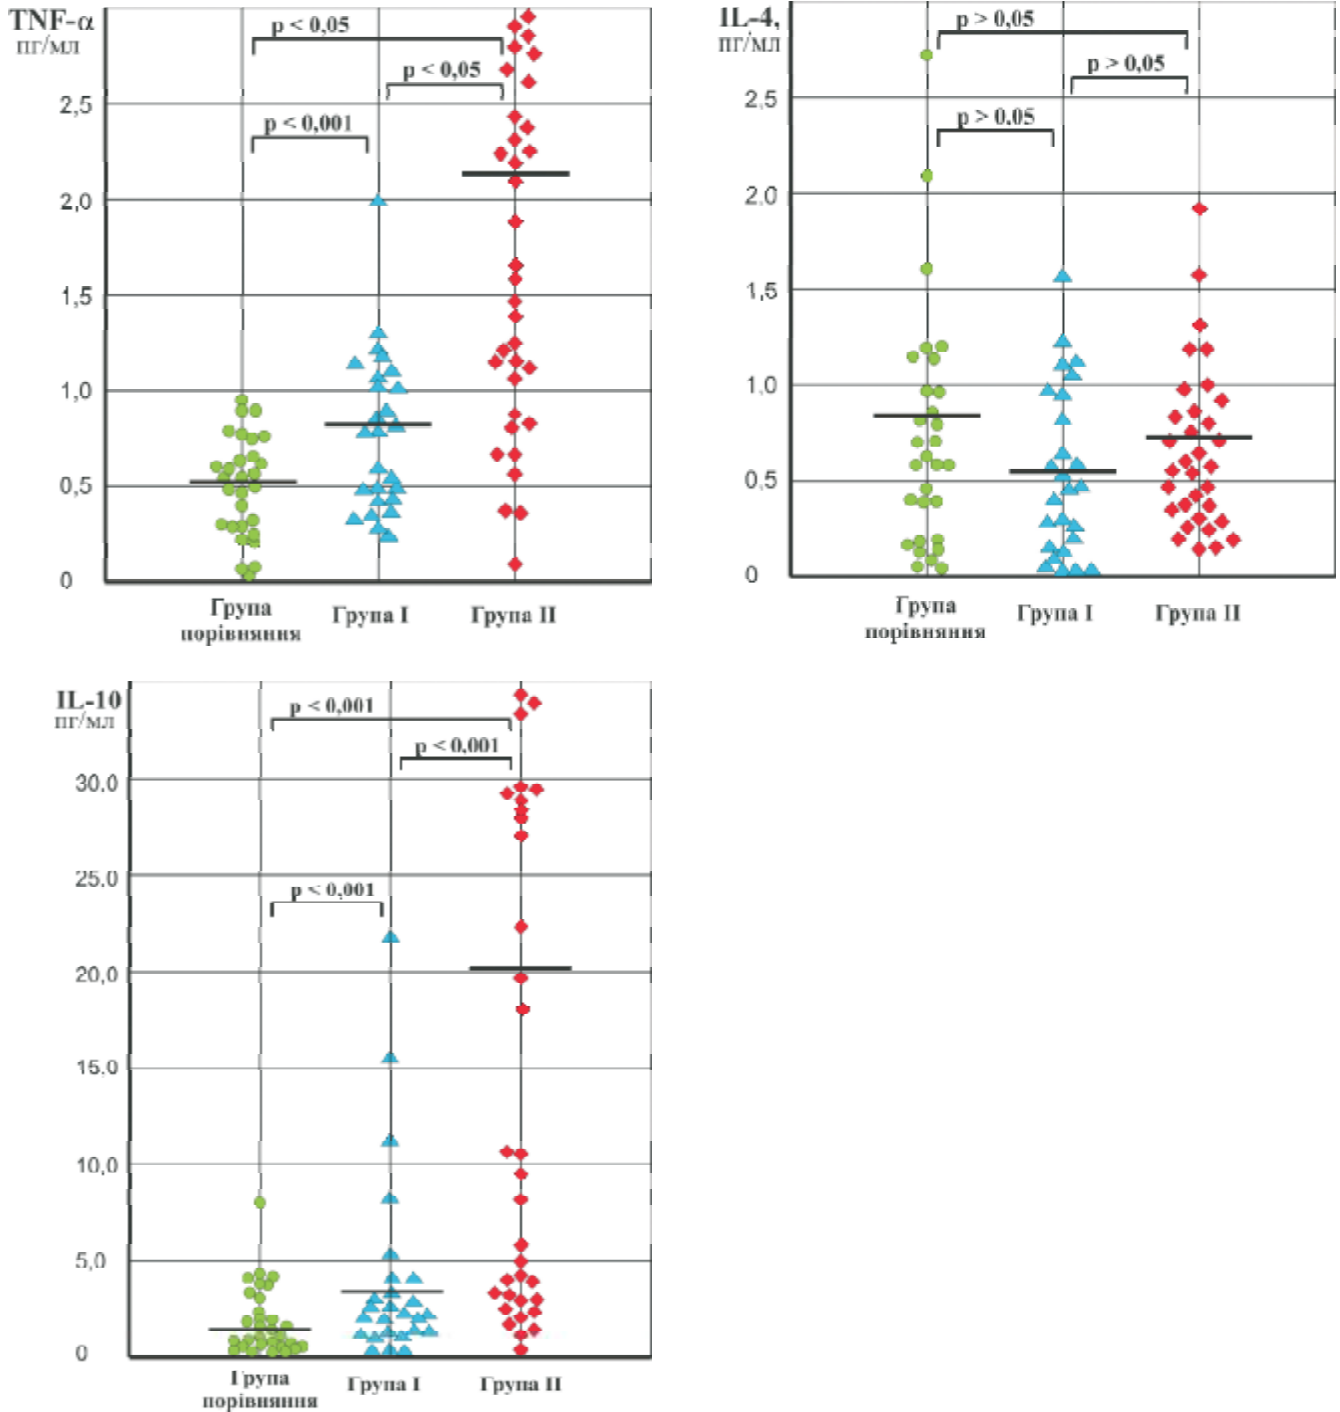 TNF-α
пг/мл
p < 0,05
p < 0,05
p < 0,001
2,5
2,0
1,5
1,0
0,5
0
Група
порівняння
Група I
Група II
IL-4,
пг/мл
p > 0,05
p > 0,05
p > 0,05
2,5
2.0
1,5
1,0
0.5
0
Група
порівняння
Група I
Група II
IL-10
пг/мл
p < 0,001
p < 0,001
p < 0,001
30.0
25.0
20,0
15.0
10,0
5,0
0
Група
порівняння
Група I
Група II